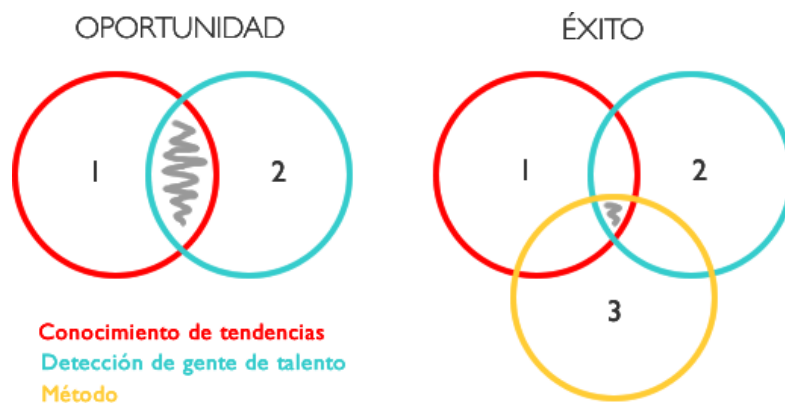 OPORTUNIDAD
1
2
Conocimiento de tendencias
Detección de gente de talento
Método
ÉXITO
1
2
3